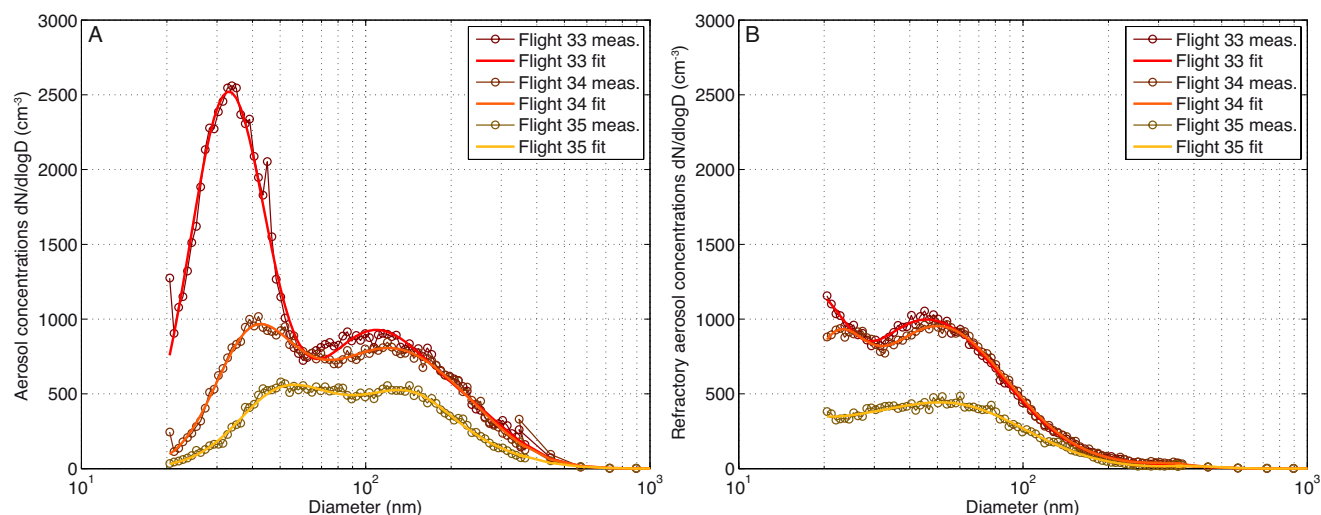 A
Aerosol concentrations dN/dlogD (cm⁻³)
3000
2500
2000
1500
1000
500
0
10¹
10²
10³
Diameter (nm)
Flight 33 meas.
Flight 33 fit
Flight 34 meas.
Flight 34 fit
Flight 35 meas.
Flight 35 fit
B
Refractory aerosol concentrations dN/dlogD (cm⁻³)
3000
2500
2000
1500
1000
500
0
10¹
10²
10³
Diameter (nm)
Flight 33 meas.
Flight 33 fit
Flight 34 meas.
Flight 34 fit
Flight 35 meas.
Flight 35 fit